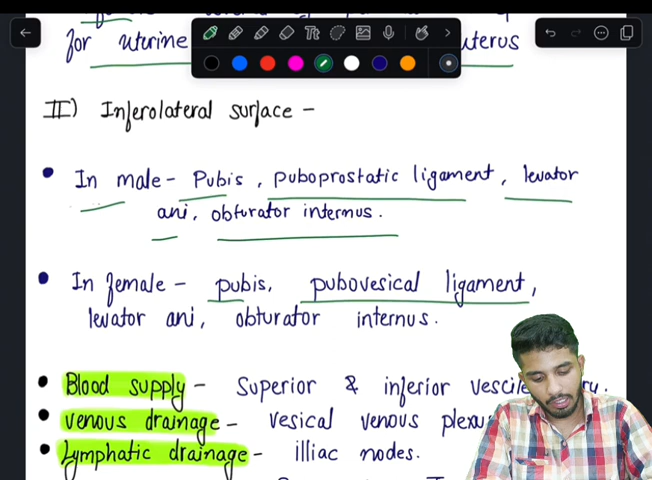 for uterine uterus
II) Inferolateral surface -
In male - Pubis, puboprostatic ligament, levator
ani, obturator internus.
In female - pubis, pubovesical ligament,
levator ani, obturator internus.
Blood supply - Superior & inferior
venous drainage - vesical venous
Lymphatic drainage - illiac nodes.